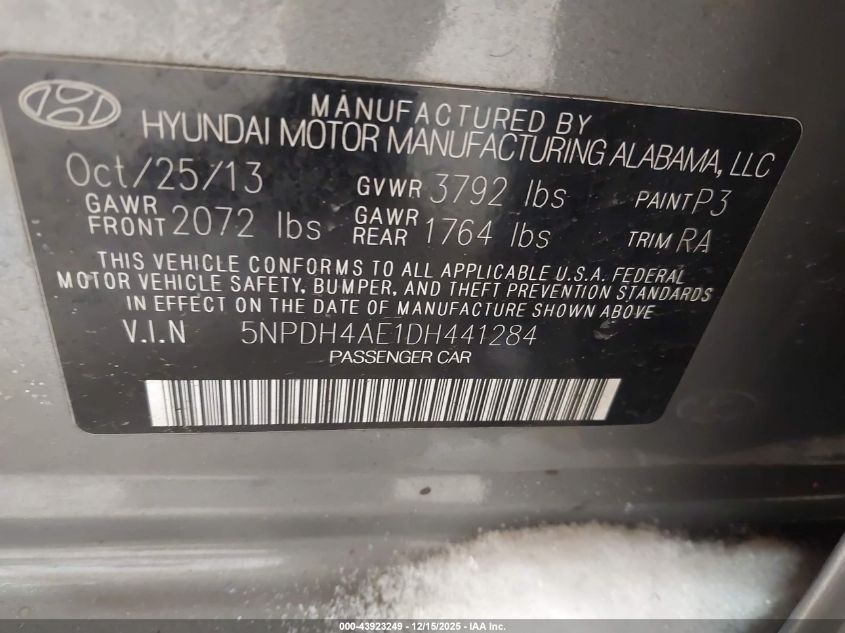 MANUFACTURED BY
HYUNDAI MOTOR MANUFACTURING ALABAMA, LLC
Oct/25/13 GVWR 3792 lbs PAINT P3
GAWR FRONT 2072 lbs GAWR REAR 1764 lbs TRIM RA
THIS VEHICLE CONFORMS TO ALL APPLICABLE U.S.A. FEDERAL
MOTOR VEHICLE SAFETY, BUMPER, AND THEFT PREVENTION STANDARDS
IN EFFECT ON THE DATE OF MANUFACTURE SHOWN ABOVE
V.I.N 5NPDH4AE1DH441284
PASSENGER CAR
000-43923249 - 12/15/2025 - IAA Inc.